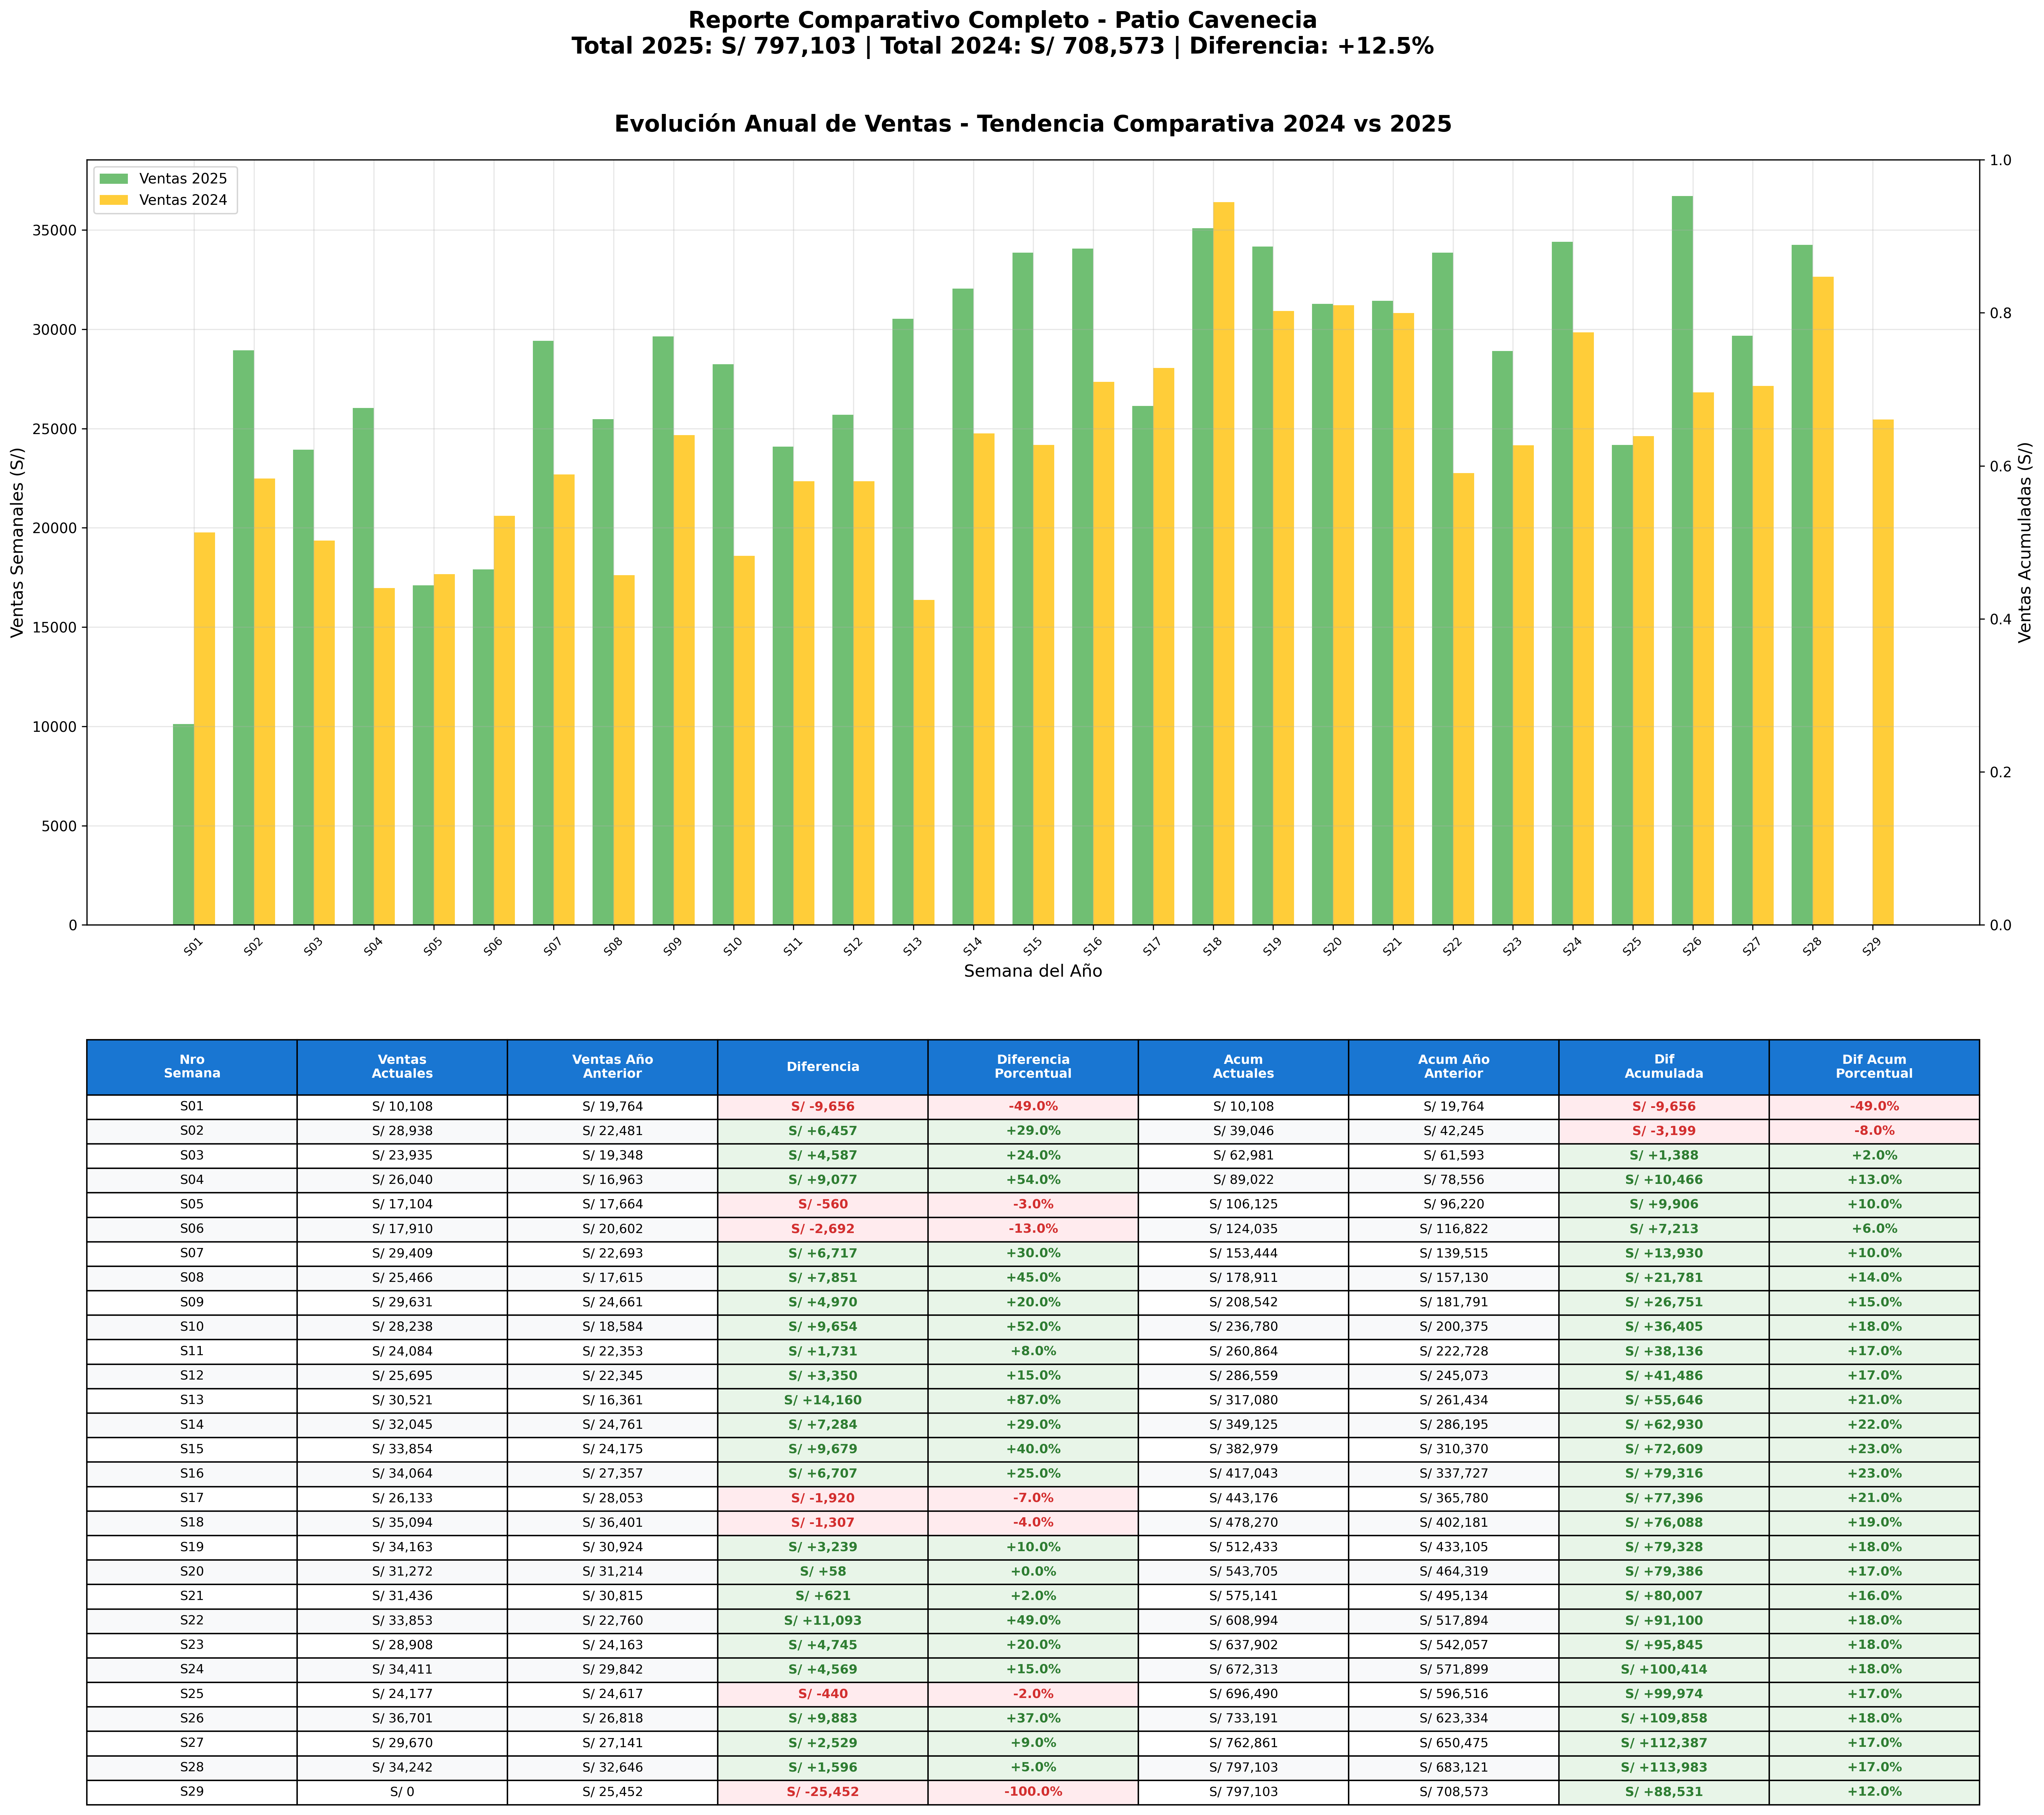 Reporte Comparativo Completo - Patio Cavenecia
Total 2025: S/ 797,103 | Total 2024: S/ 708,573 | Diferencia: +12.5%
Evolución Anual de Ventas - Tendencia Comparativa 2024 vs 2025
Ventas 2025
Ventas 2024
Ventas Semanales (S/)
35000
30000
25000
20000
15000
10000
5000
0
1.0
0.8
0.6
0.4
0.2
0.0
Ventas Acumuladas (S/)
S01 S02 S03 S04 S05 S06 S07 S08 S09 S10 S11 S12 S13 S14 S15 S16 S17 S18 S19 S20 S21 S22 S23 S24 S25 S26 S27 S28 S29
Semana del Año
Nro Semana Ventas Actuales Ventas Año Anterior Diferencia Diferencia Porcentual Acum Actuales Acum Año Anterior Dif Acumulada Dif Acum Porcentual
S01 S/ 10,108 S/ 19,764 S/ -9,656 -49.0% S/ 10,108 S/ 19,764 S/ -9,656 -49.0%
S02 S/ 28,938 S/ 22,481 S/ +6,457 +29.0% S/ 39,046 S/ 42,245 S/ -3,199 -8.0%
S03 S/ 23,935 S/ 19,348 S/ +4,587 +24.0% S/ 62,981 S/ 61,593 S/ +1,388 +2.0%
S04 S/ 26,040 S/ 16,963 S/ +9,077 +54.0% S/ 89,022 S/ 78,556 S/ +10,466 +13.0%
S05 S/ 17,104 S/ 17,664 S/ -560 -3.0% S/ 106,125 S/ 96,220 S/ +9,906 +10.0%
S06 S/ 17,910 S/ 20,602 S/ -2,692 -13.0% S/ 124,035 S/ 116,822 S/ +7,213 +6.0%
S07 S/ 29,409 S/ 22,693 S/ +6,717 +30.0% S/ 153,444 S/ 139,515 S/ +13,930 +10.0%
S08 S/ 25,466 S/ 17,615 S/ +7,851 +45.0% S/ 178,911 S/ 157,130 S/ +21,781 +14.0%
S09 S/ 29,631 S/ 24,661 S/ +4,970 +20.0% S/ 208,542 S/ 181,791 S/ +26,751 +15.0%
S10 S/ 28,238 S/ 18,584 S/ +9,654 +52.0% S/ 236,780 S/ 200,375 S/ +36,405 +18.0%
S11 S/ 24,084 S/ 22,353 S/ +1,731 +8.0% S/ 260,864 S/ 222,728 S/ +38,136 +17.0%
S12 S/ 25,695 S/ 22,345 S/ +3,350 +15.0% S/ 286,559 S/ 245,073 S/ +41,486 +17.0%
S13 S/ 30,521 S/ 16,361 S/ +14,160 +87.0% S/ 317,080 S/ 261,434 S/ +55,646 +21.0%
S14 S/ 32,045 S/ 24,761 S/ +7,284 +29.0% S/ 349,125 S/ 286,195 S/ +62,930 +22.0%
S15 S/ 33,854 S/ 24,175 S/ +9,679 +40.0% S/ 382,979 S/ 310,370 S/ +72,609 +23.0%
S16 S/ 34,064 S/ 27,357 S/ +6,707 +25.0% S/ 417,043 S/ 337,727 S/ +79,316 +23.0%
S17 S/ 26,133 S/ 28,053 S/ -1,920 -7.0% S/ 443,176 S/ 365,780 S/ +77,396 +21.0%
S18 S/ 35,094 S/ 36,401 S/ -1,307 -4.0% S/ 478,270 S/ 402,181 S/ +76,088 +19.0%
S19 S/ 34,163 S/ 30,924 S/ +3,239 +10.0% S/ 512,433 S/ 433,105 S/ +79,328 +18.0%
S20 S/ 31,272 S/ 31,214 S/ +58 +0.0% S/ 543,705 S/ 464,319 S/ +79,386 +17.0%
S21 S/ 31,436 S/ 30,815 S/ +621 +2.0% S/ 575,141 S/ 495,134 S/ +80,007 +16.0%
S22 S/ 33,853 S/ 22,760 S/ +11,093 +49.0% S/ 608,994 S/ 517,894 S/ +91,100 +18.0%
S23 S/ 28,908 S/ 24,163 S/ +4,745 +20.0% S/ 637,902 S/ 542,057 S/ +95,845 +18.0%
S24 S/ 34,411 S/ 29,842 S/ +4,569 +15.0% S/ 672,313 S/ 571,899 S/ +100,414 +18.0%
S25 S/ 24,177 S/ 24,617 S/ -440 -2.0% S/ 696,490 S/ 596,516 S/ +99,974 +17.0%
S26 S/ 36,701 S/ 26,818 S/ +9,883 +37.0% S/ 733,191 S/ 623,334 S/ +109,858 +18.0%
S27 S/ 29,670 S/ 27,141 S/ +2,529 +9.0% S/ 762,861 S/ 650,475 S/ +112,387 +17.0%
S28 S/ 34,242 S/ 32,646 S/ +1,596 +5.0% S/ 797,103 S/ 683,121 S/ +113,983 +17.0%
S29 S/ 0 S/ 25,452 S/ -25,452 -100.0% S/ 797,103 S/ 708,573 S/ +88,531 +12.0%